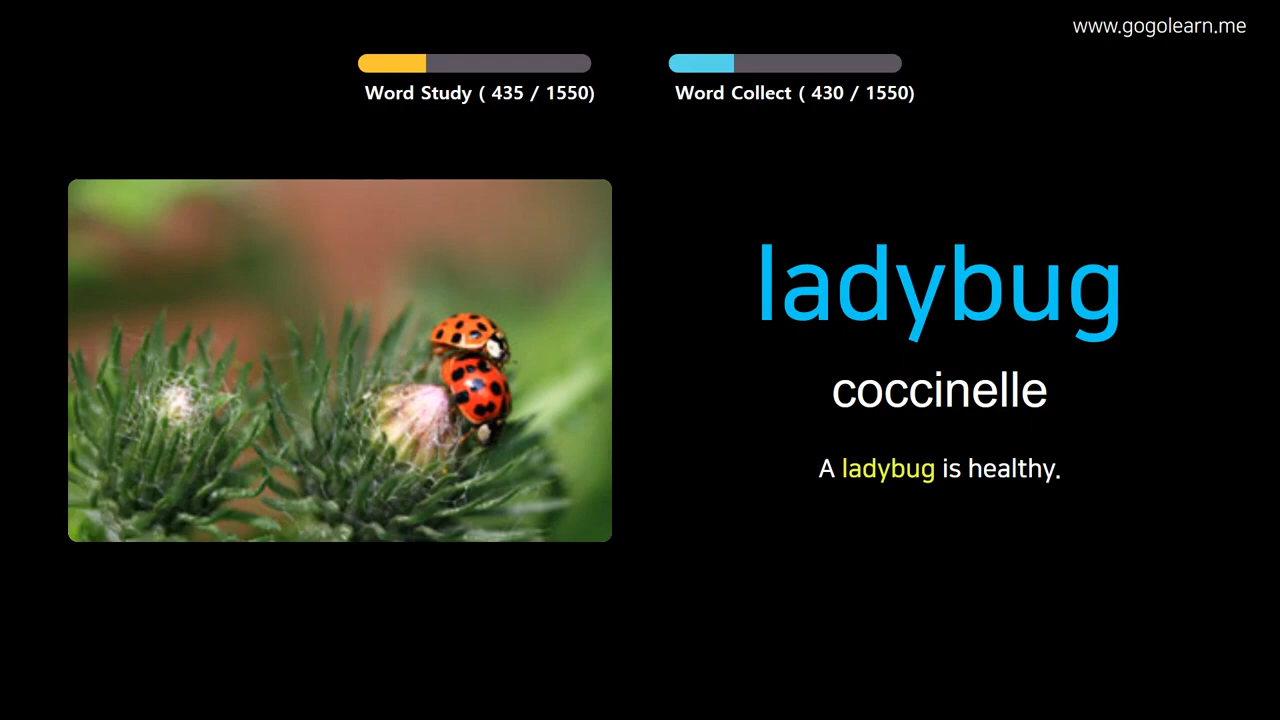 www.gogolearn.me
Word Study ( 435 / 1550)
Word Collect ( 430 / 1550)
ladybug
coccinelle
A ladybug is healthy.